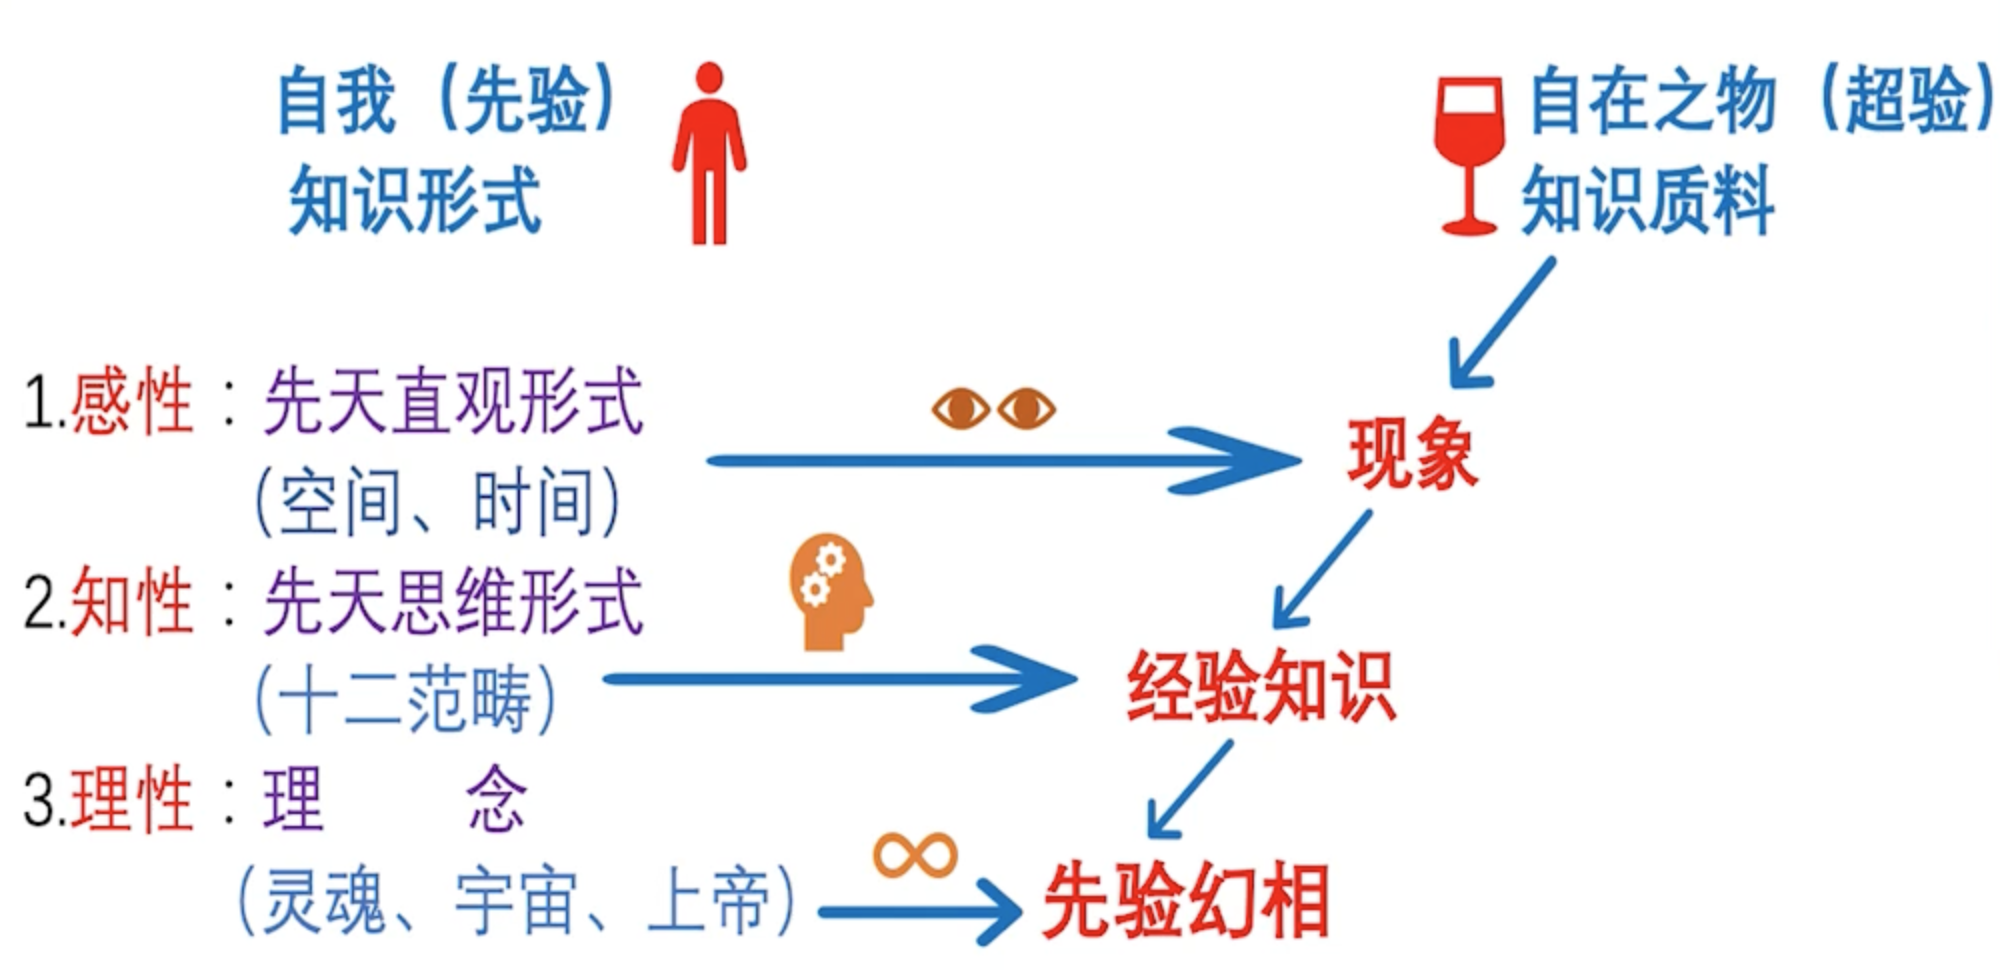 自我（先验）
知识形式
自在之物（超验）
知识质料
1.感性：先天直观形式
（空间、时间）
现象
2.知性：先天思维形式
（十二范畴）
经验知识
3.理性：理 念
（灵魂、宇宙、上帝）
先验幻相